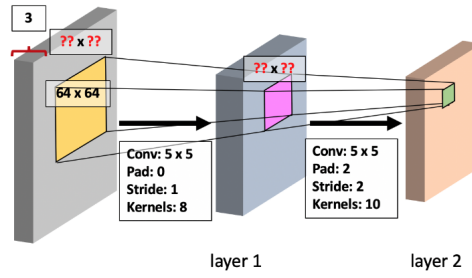 3
?? x ??
64 x 64
?? x ??
Conv: 5 x 5
Pad: 0
Stride: 1
Kernels: 8
Conv: 5 x 5
Pad: 2
Stride: 2
Kernels: 10
layer 1
layer 2